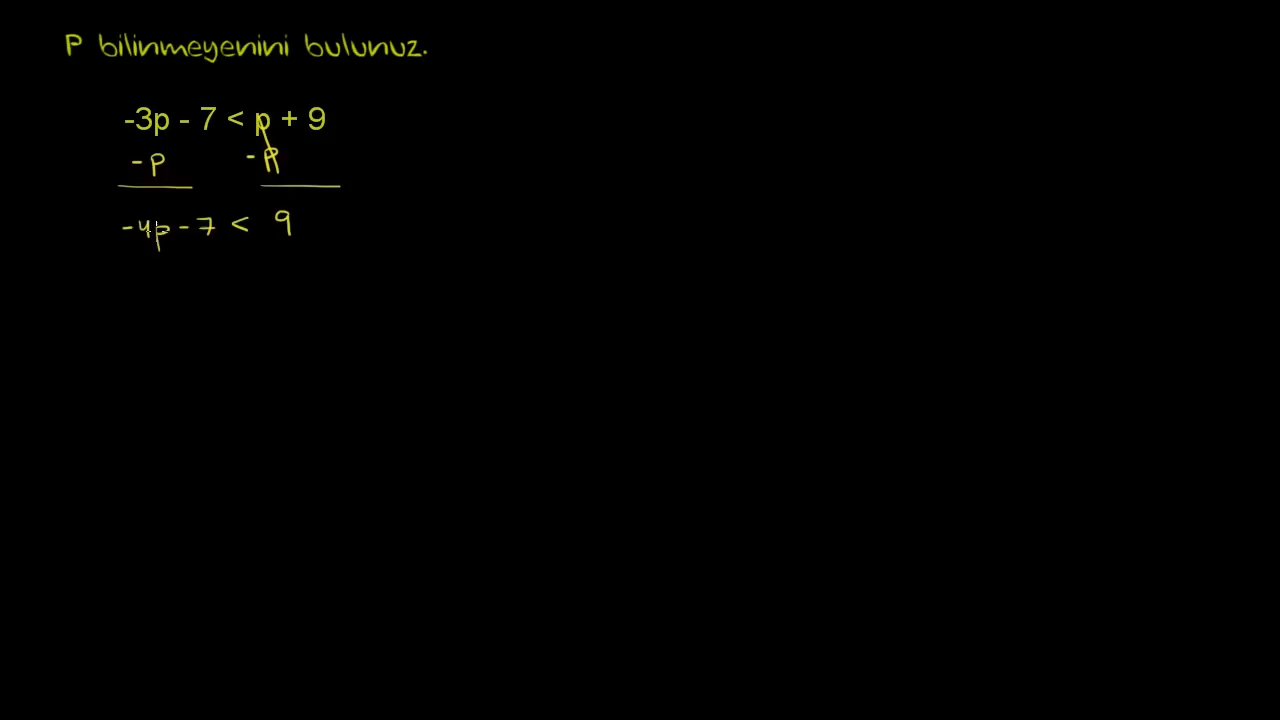 P bilinmeyenini bulunuz.
-3p - 7 < p + 9
-p -p
-4p - 7 < 9